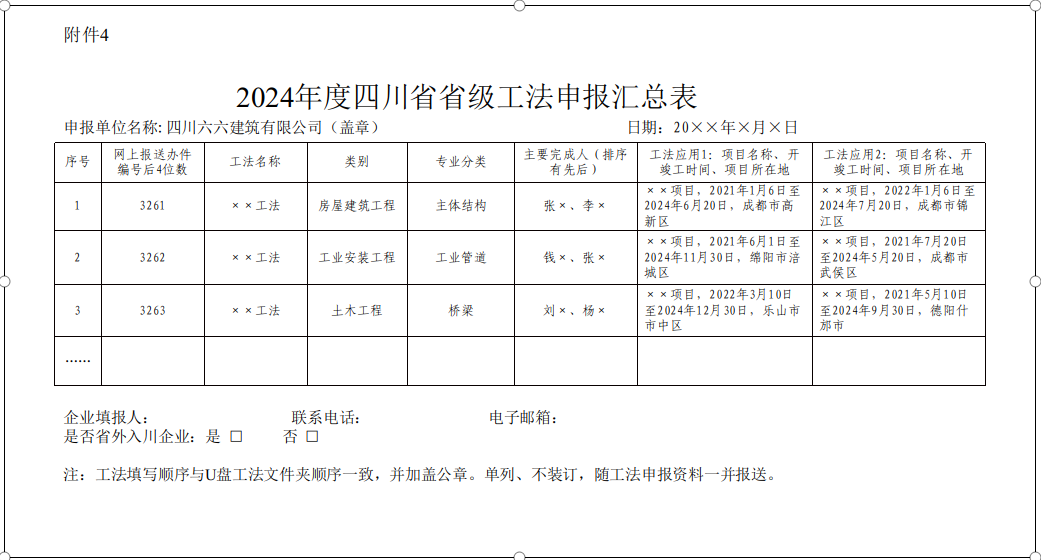 附件4
2024年度四川省省级工法申报汇总表
申报单位名称: 四川六六建筑有限公司（盖章） 日期：20××年×月×日
序号 网上报送办件编号后4位数 工法名称 类别 专业分类 主要完成人（排序有先后） 工法应用1：项目名称、开竣工时间、项目所在地 工法应用2：项目名称、开竣工时间、项目所在地
1 3261 ××工法 房屋建筑工程 主体结构 张×、李× ××项目，2021年1月6日至2024年6月20日，成都市高新区 ××项目，2022年1月6日至2024年7月20日，成都市锦江区
2 3262 ××工法 工业安装工程 工业管道 钱×、张× ××项目，2021年6月1日至2024年11月30日，绵阳市涪城区 ××项目，2021年7月20日至2024年5月20日，成都市武侯区
3 3263 ××工法 土木工程 桥梁 刘×、杨× ××项目，2022年3月10日至2024年12月30日，乐山市市中区 ××项目，2021年5月10日至2024年9月30日，德阳什邡市
……
企业填报人： 联系电话： 电子邮箱：
是否省外入川企业：是 □ 否 □
注：工法填写顺序与U盘工法文件夹顺序一致，并加盖公章。单列、不装订，随工法申报资料一并报送。